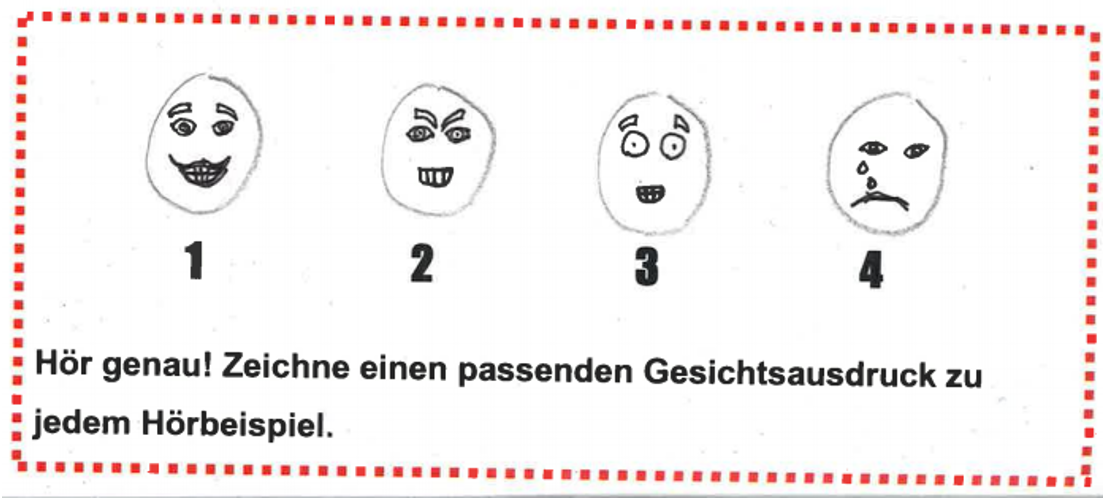 1 2 3 4
Hör genau! Zeichne einen passenden Gesichtsausdruck zu
jedem Hörbeispiel.